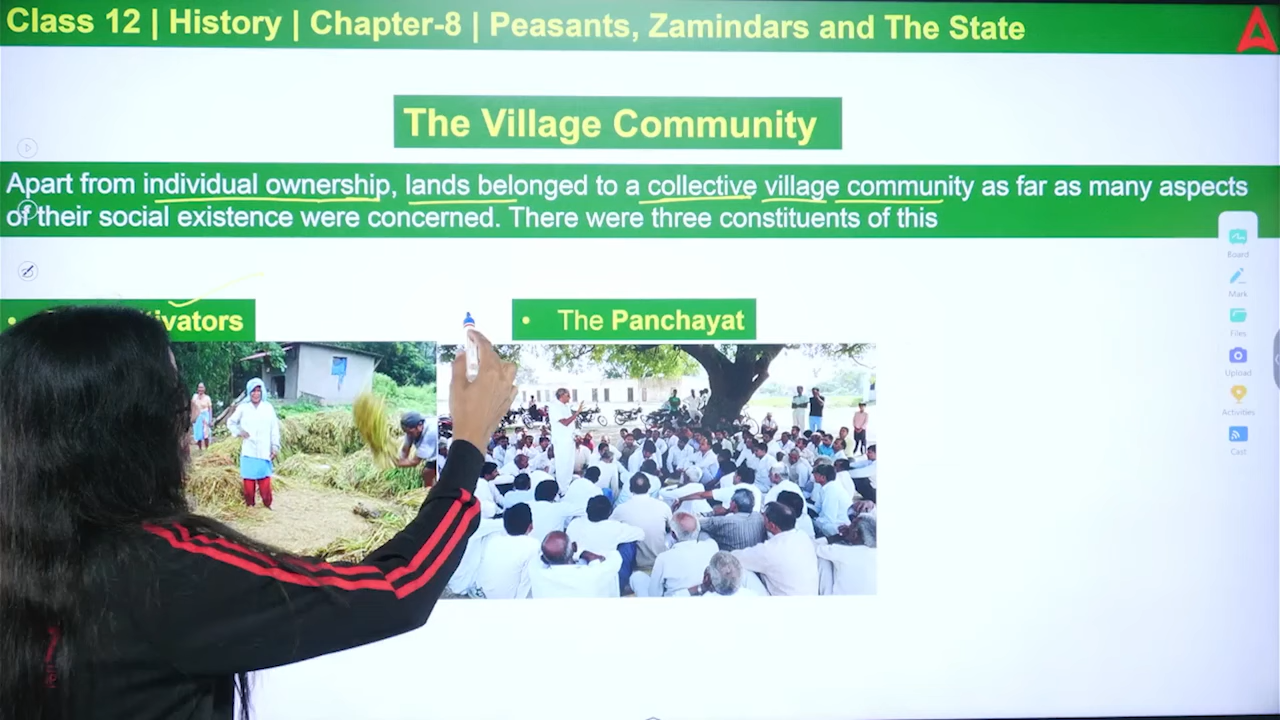 Class 12 | History | Chapter-8 | Peasants, Zamindars and The State
The Village Community
Apart from individual ownership, lands belonged to a collective village community as far as many aspects
of their social existence were concerned. There were three constituents of this
ivators
• The Panchayat
Board
Mark
Files
Upload
Activities
Cast